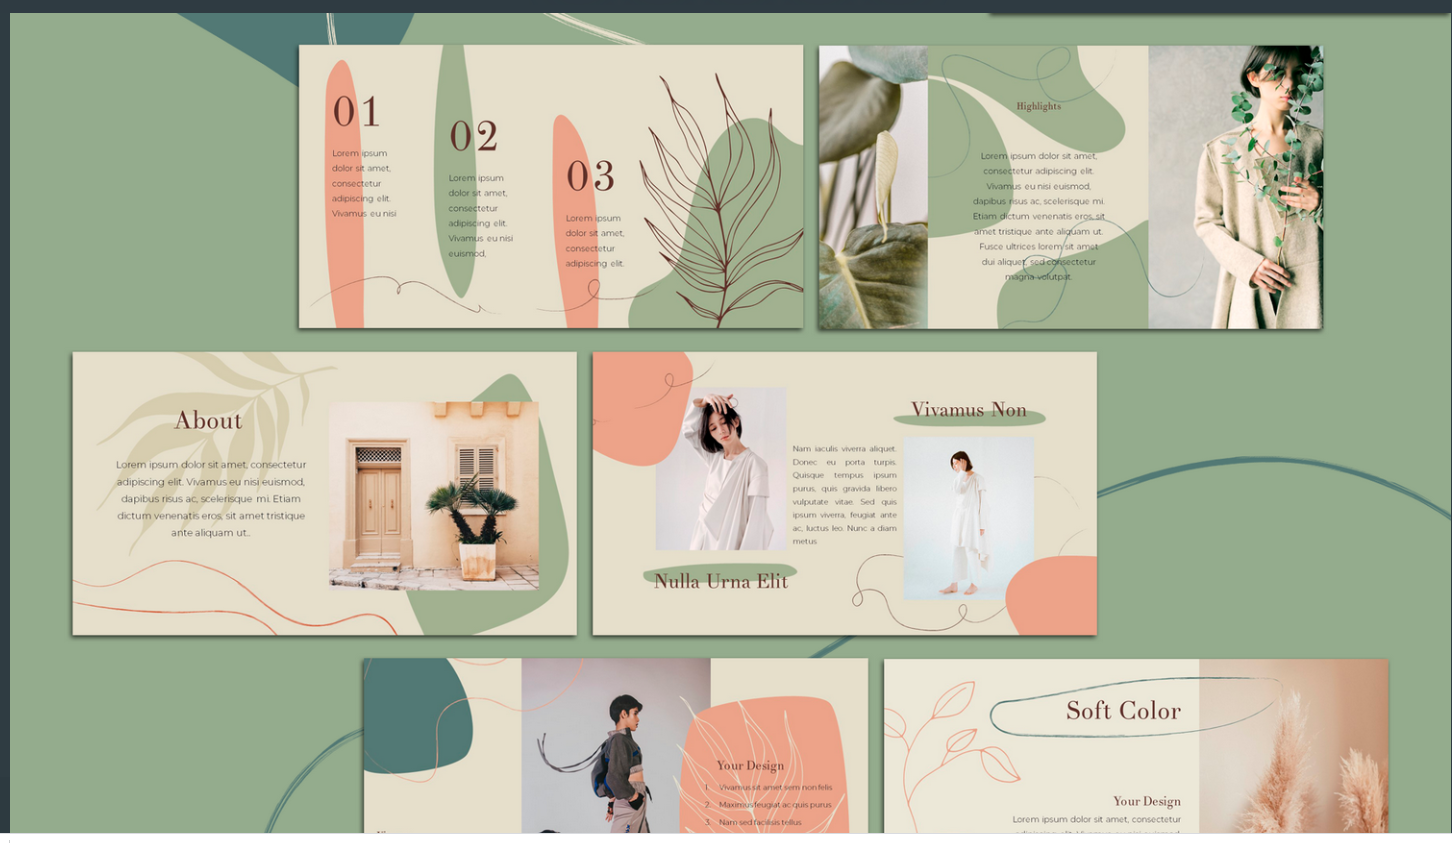 01
Lorem ipsum
dolor sit amet,
consectetur
adipiscing elit.
Vivamus eu nisi
02
Lorem ipsum
dolor sit amet,
consectetur
adipiscing elit.
Vivamus eu nisi
euismod,
03
Lorem ipsum
dolor sit amet,
consectetur
adipiscing elit.
Highlights
Lorem ipsum dolor sit amet,
consectetur adipiscing elit.
Vivamus eu nisi euismod,
dapibus risus ac, scelerisque mi.
Etiam dictum venenatis eros, sit
amet tristique ante aliquam ut.
Fusce ultrices lorem sit amet
dui aliquet, sed consectetur
magna volutpat.
About
Lorem ipsum dolor sit amet, consectetur
adipiscing elit. Vivamus eu nisi euismod,
dapibus risus ac, scelerisque mi. Etiam
dictum venenatis eros, sit amet tristique
ante aliquam ut..
Nulla Urna Elit
Nam iaculis viverra aliquet.
Donec eu porta turpis.
Quisque tempus ipsum
purus, quis gravida libero
vulputate vitae. Sed quis
ipsum viverra, feugiat ante
ac, luctus leo. Nunc a diam
metus
Vivamus Non
Your Design
1. Vivamus sit amet sem non felis
2. Maximus feugiat ac quis purus
3. Nam sed facilisis tellus
Soft Color
Your Design
Lorem ipsum dolor sit amet, consectetur